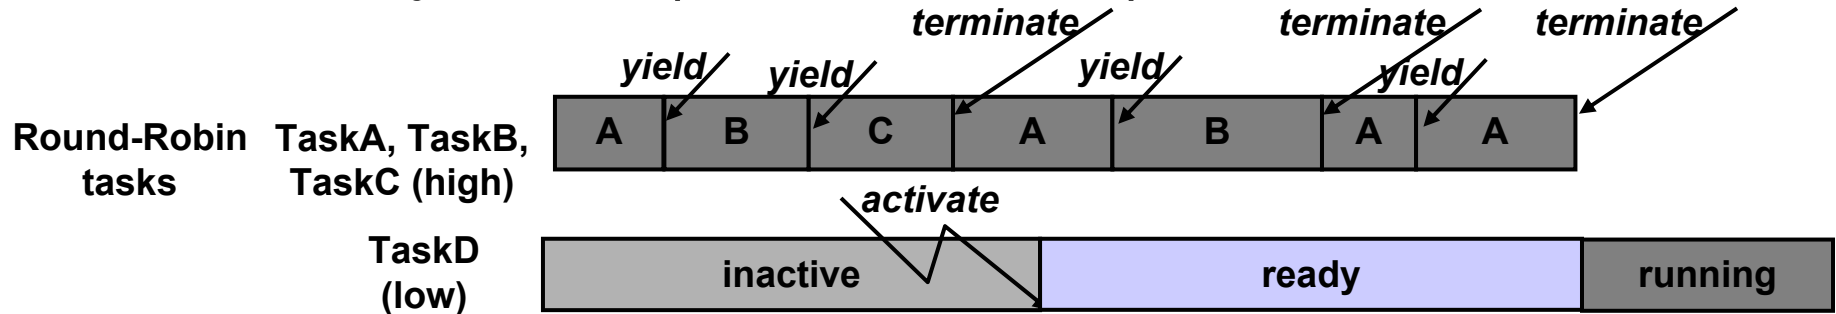 terminate terminate terminate
yield yield yield yield
Round-Robin tasks
TaskA, TaskB, TaskC (high)
A B C A B A A
activate
TaskD (low)
inactive ready running